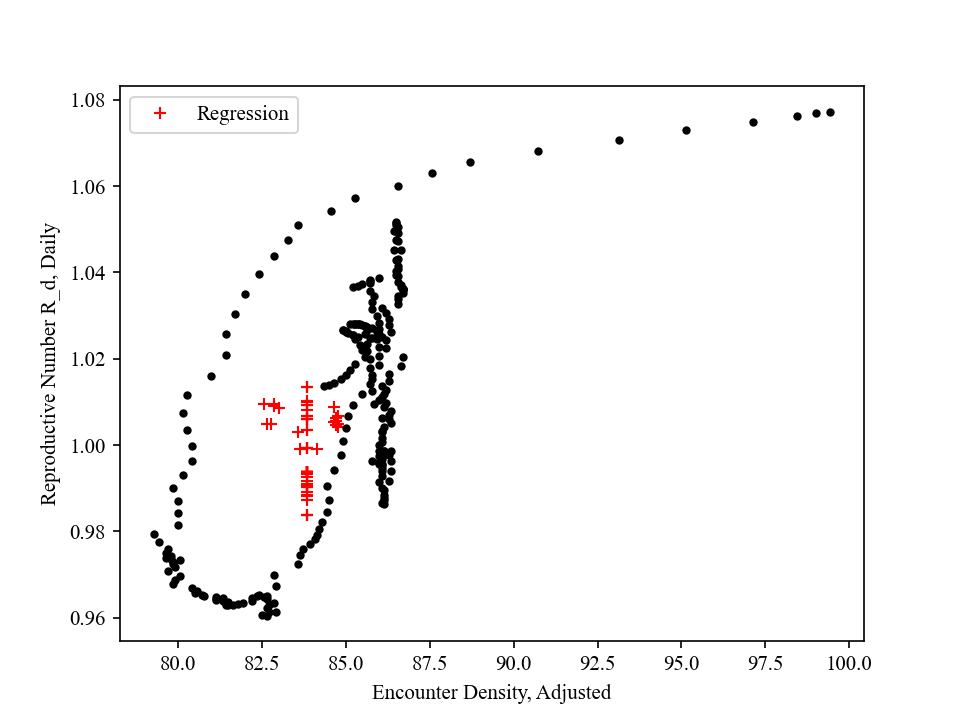 Regression
1.08
1.06
1.04
1.02
1.00
0.98
0.96
Reproductive Number R_d, Daily
80.0 82.5 85.0 87.5 90.0 92.5 95.0 97.5 100.0
Encounter Density, Adjusted